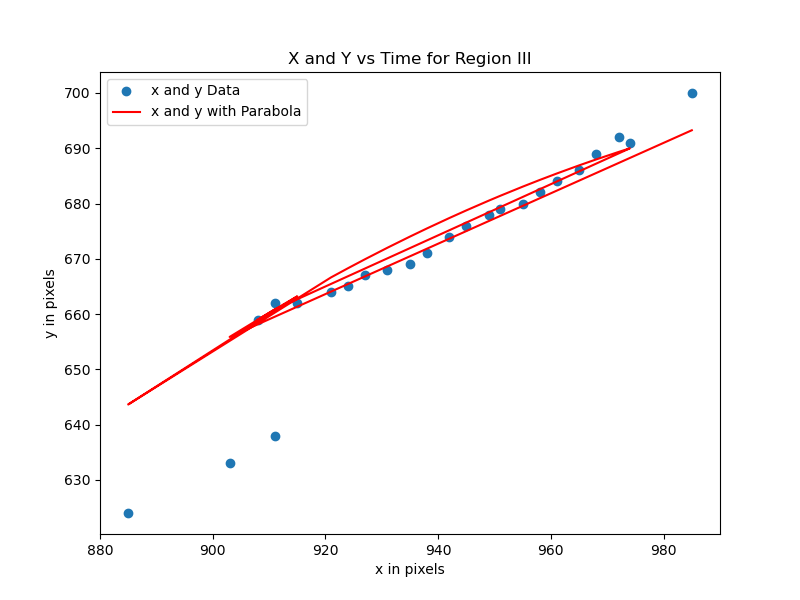 X and Y vs Time for Region III
x and y Data
x and y with Parabola
y in pixels
700
690
680
670
660
650
640
630
880 900 920 940 960 980
x in pixels